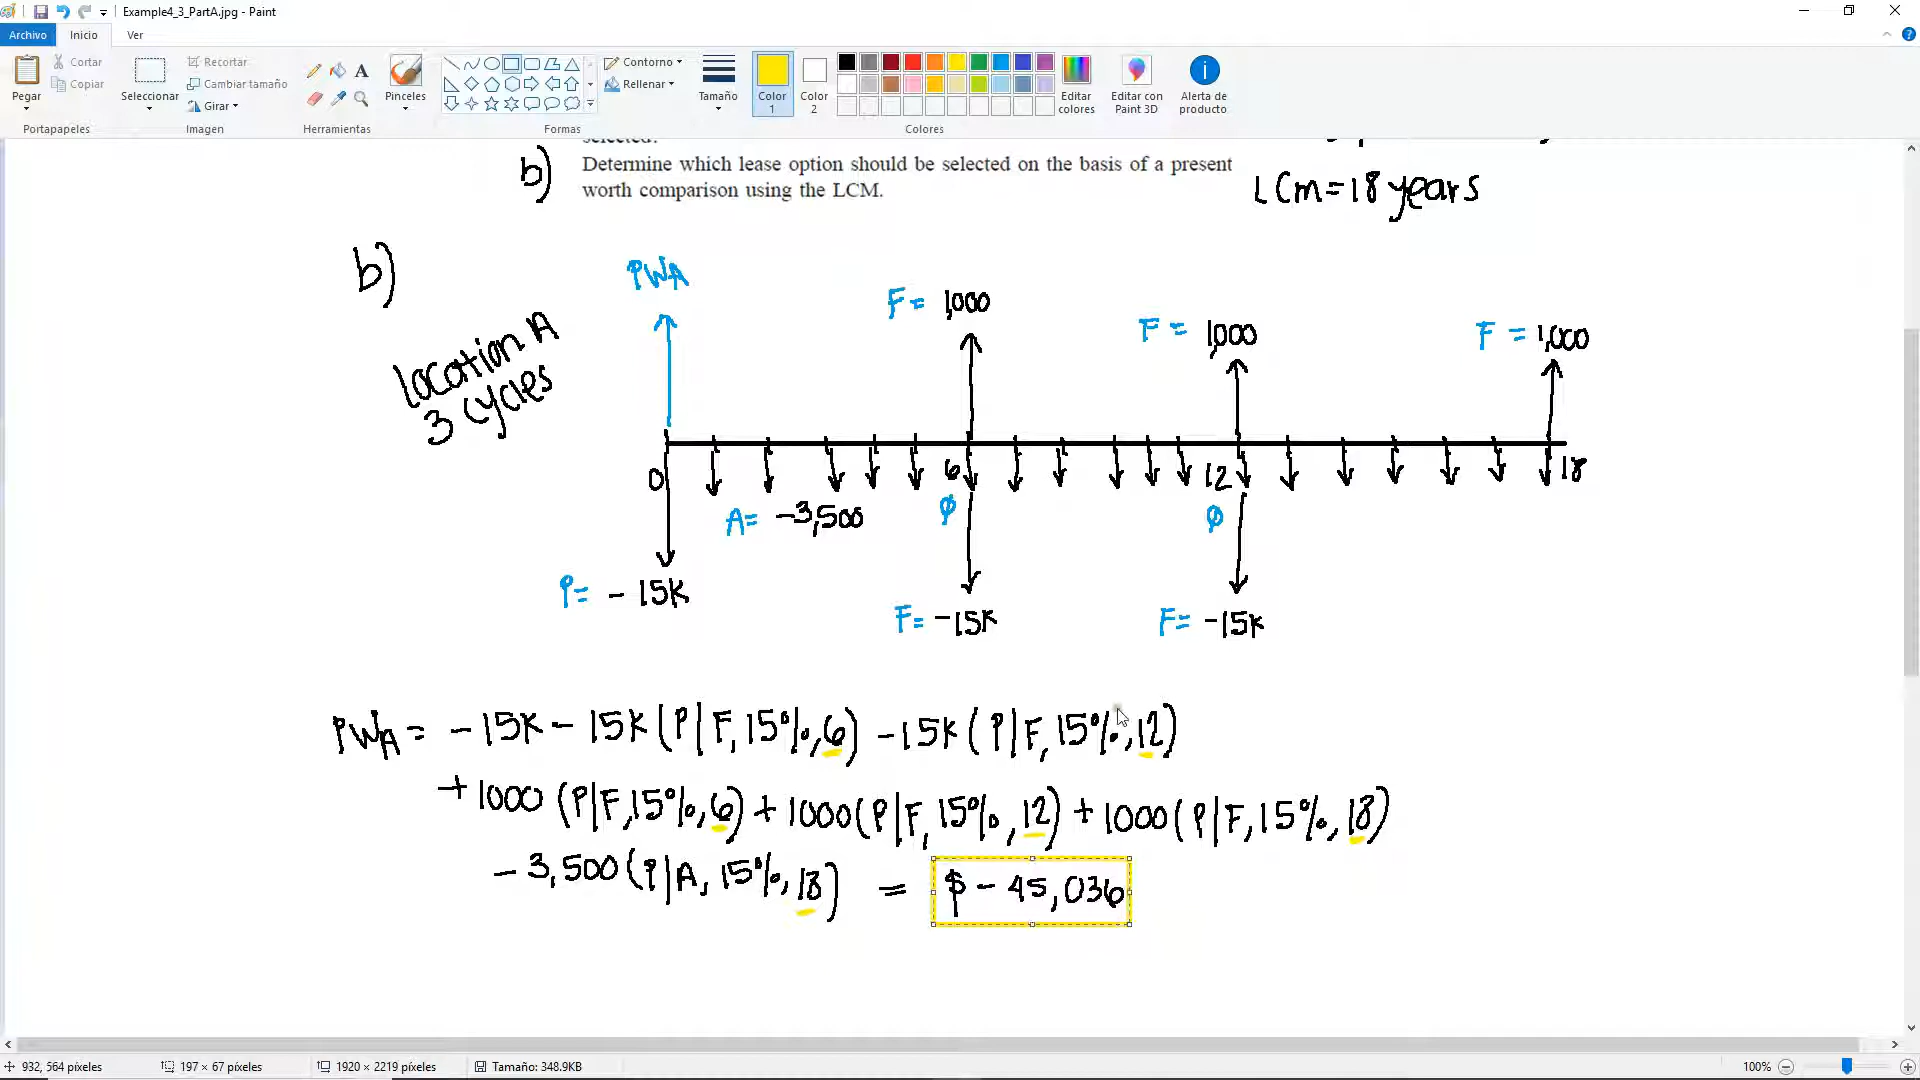 Example4_3_PartA.jpg - Paint
Archivo Inicio Ver
Pegar Cortar Copiar Seleccionar Recortar Cambiar tamaño Girar Pinceles Contorno Rellenar Tamaño Color 1 Color 2 Editar colores Editar con Paint 3D Alerta de producto
Portapapeles Imagen Herramientas Formas Colores
selected?
b) Determine which lease option should be selected on the basis of a present
worth comparison using the LCM.
LCM = 18 years
b)
PWA
F = 1,000
F = 1,000
F = 1,000
Location A
3 cycles
0 6 12 18
A = -3,500 Ø Ø
P = -15K
F = -15K
F = -15K
PWA = -15K - 15K (P|F, 15%, 6) - 15K (P|F, 15%, 12)
+1000 (P|F, 15%, 6) + 1000 (P|F, 15%, 12) + 1000 (P|F, 15%, 18)
- 3,500 (P|A, 15%, 18) = $ - 45,036
932, 564 píxeles 197 × 67 píxeles 1920 × 2219 píxeles Tamaño: 348.9KB 100%